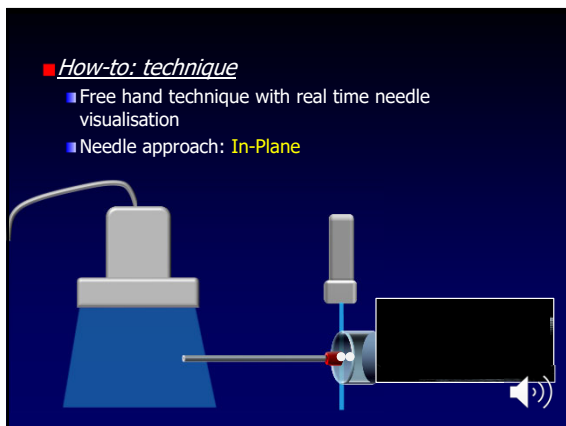 How-to: technique
Free hand technique with real time needle
visualisation
Needle approach: In-Plane